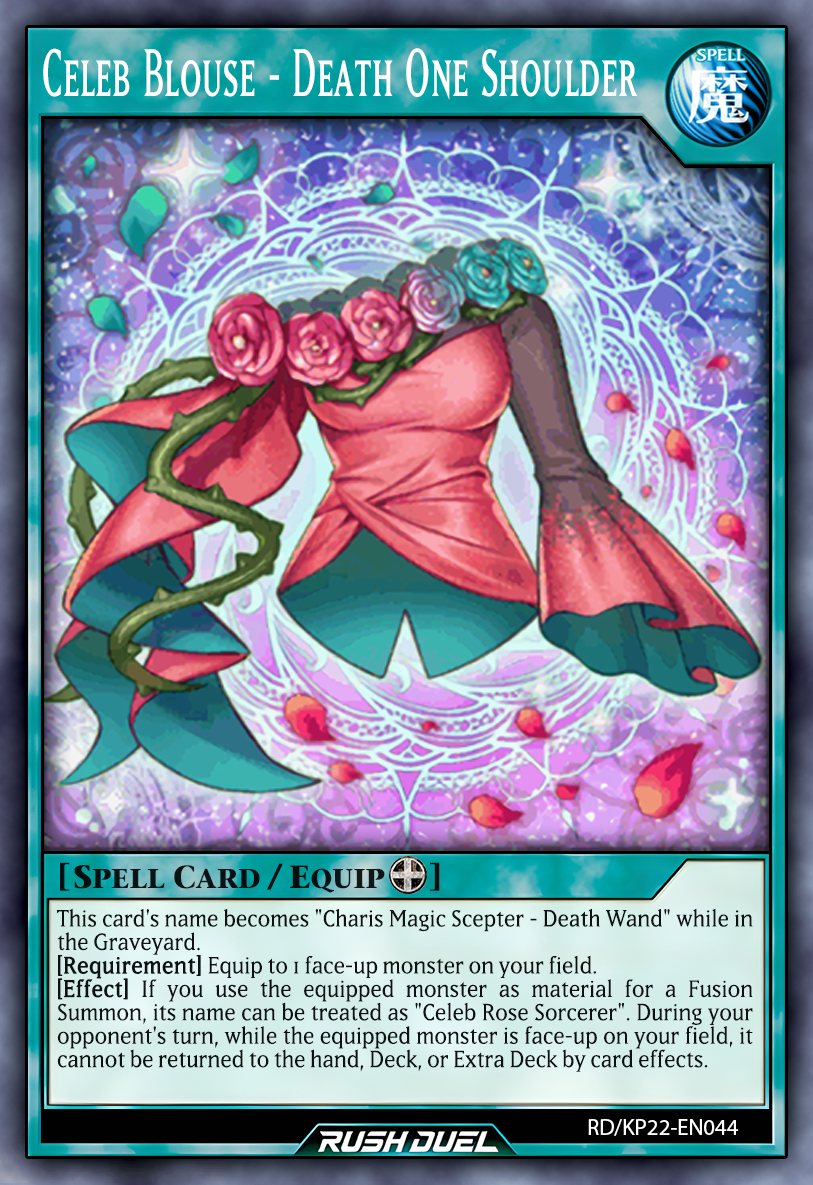 Celeb Blouse - Death One Shoulder
SPELL
魔
[Spell Card / Equip ]
This card's name becomes "Charis Magic Scepter - Death Wand" while in
the Graveyard.
[Requirement] Equip to 1 face-up monster on your field.
[Effect] If you use the equipped monster as material for a Fusion
Summon, its name can be treated as "Celeb Rose Sorcerer". During your
opponent's turn, while the equipped monster is face-up on your field, it
cannot be returned to the hand, Deck, or Extra Deck by card effects.
RD/KP22-EN044
RUSH DUEL